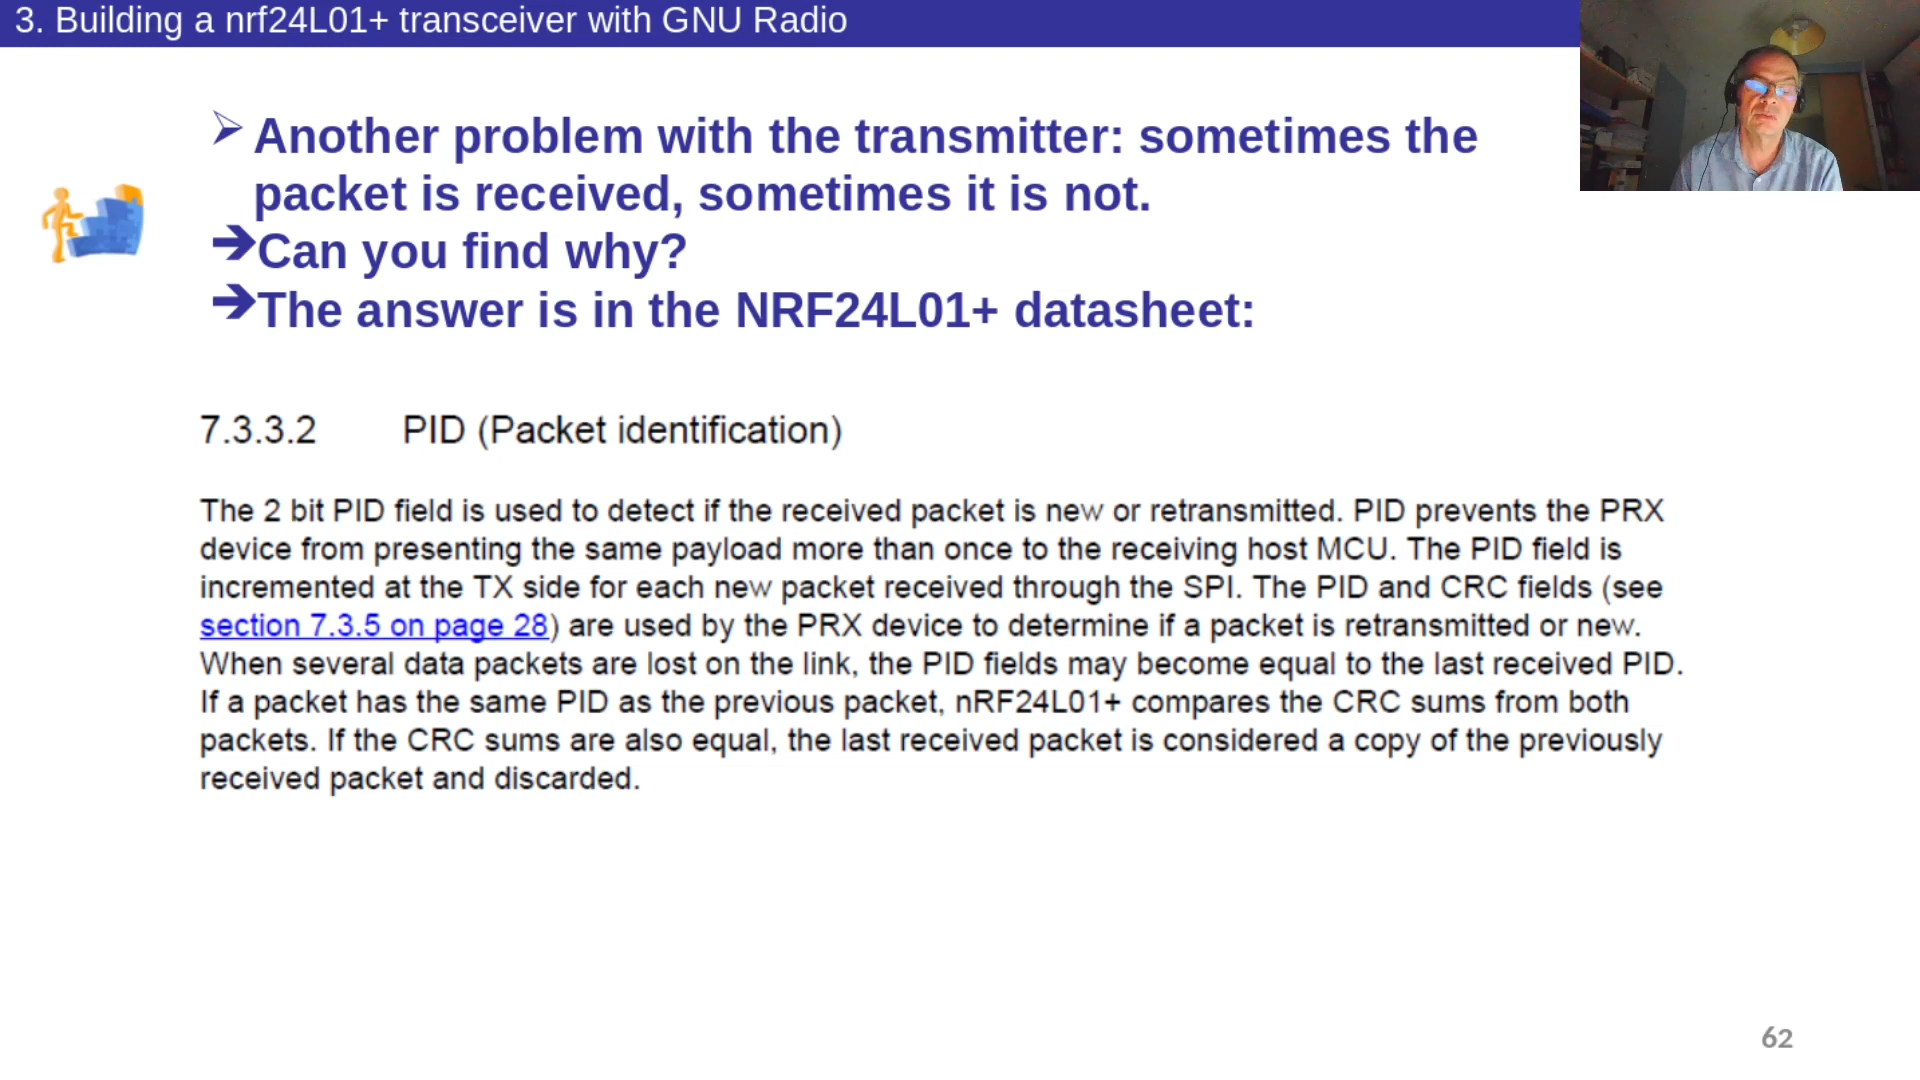 3. Building a nrf24L01+ transceiver with GNU Radio
Another problem with the transmitter: sometimes the
packet is received, sometimes it is not.
Can you find why?
The answer is in the NRF24L01+ datasheet:
7.3.3.2 PID (Packet identification)
The 2 bit PID field is used to detect if the received packet is new or retransmitted. PID prevents the PRX
device from presenting the same payload more than once to the receiving host MCU. The PID field is
incremented at the TX side for each new packet received through the SPI. The PID and CRC fields (see
section 7.3.5 on page 28) are used by the PRX device to determine if a packet is retransmitted or new.
When several data packets are lost on the link, the PID fields may become equal to the last received PID.
If a packet has the same PID as the previous packet, nRF24L01+ compares the CRC sums from both
packets. If the CRC sums are also equal, the last received packet is considered a copy of the previously
received packet and discarded.
62